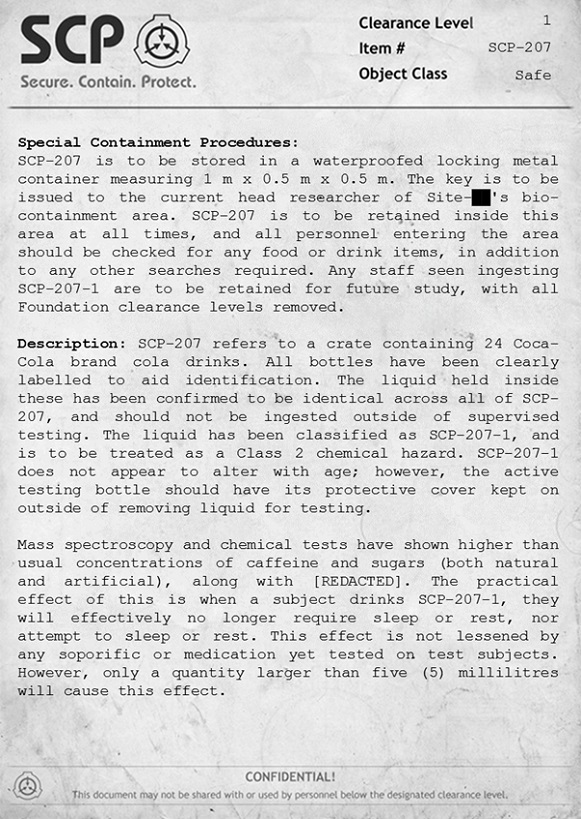 SCP
Secure. Contain. Protect.
Clearance Level 1
Item # SCP-207
Object Class Safe
Special Containment Procedures:
SCP-207 is to be stored in a waterproofed locking metal
container measuring 1 m x 0.5 m x 0.5 m. The key is to be
issued to the current head researcher of Site-██'s bio-
containment area. SCP-207 is to be retained inside this
area at all times, and all personnel entering the area
should be checked for any food or drink items, in addition
to any other searches required. Any staff seen ingesting
SCP-207-1 are to be retained for future study, with all
Foundation clearance levels removed.
Description: SCP-207 refers to a crate containing 24 Coca-
Cola brand cola drinks. All bottles have been clearly
labelled to aid identification. The liquid held inside
these has been confirmed to be identical across all of SCP-
207, and should not be ingested outside of supervised
testing. The liquid has been classified as SCP-207-1, and
is to be treated as a Class 2 chemical hazard. SCP-207-1
does not appear to alter with age; however, the active
testing bottle should have its protective cover kept on
outside of removing liquid for testing.
Mass spectroscopy and chemical tests have shown higher than
usual concentrations of caffeine and sugars (both natural
and artificial), along with [REDACTED]. The practical
effect of this is when a subject drinks SCP-207-1, they
will effectively no longer require sleep or rest, nor
attempt to sleep or rest. This effect is not lessened by
any soporific or medication yet tested on test subjects.
However, only a quantity larger than five (5) millilitres
will cause this effect.
CONFIDENTIAL!
This document may not be shared with or used by personnel below the designated clearance level.